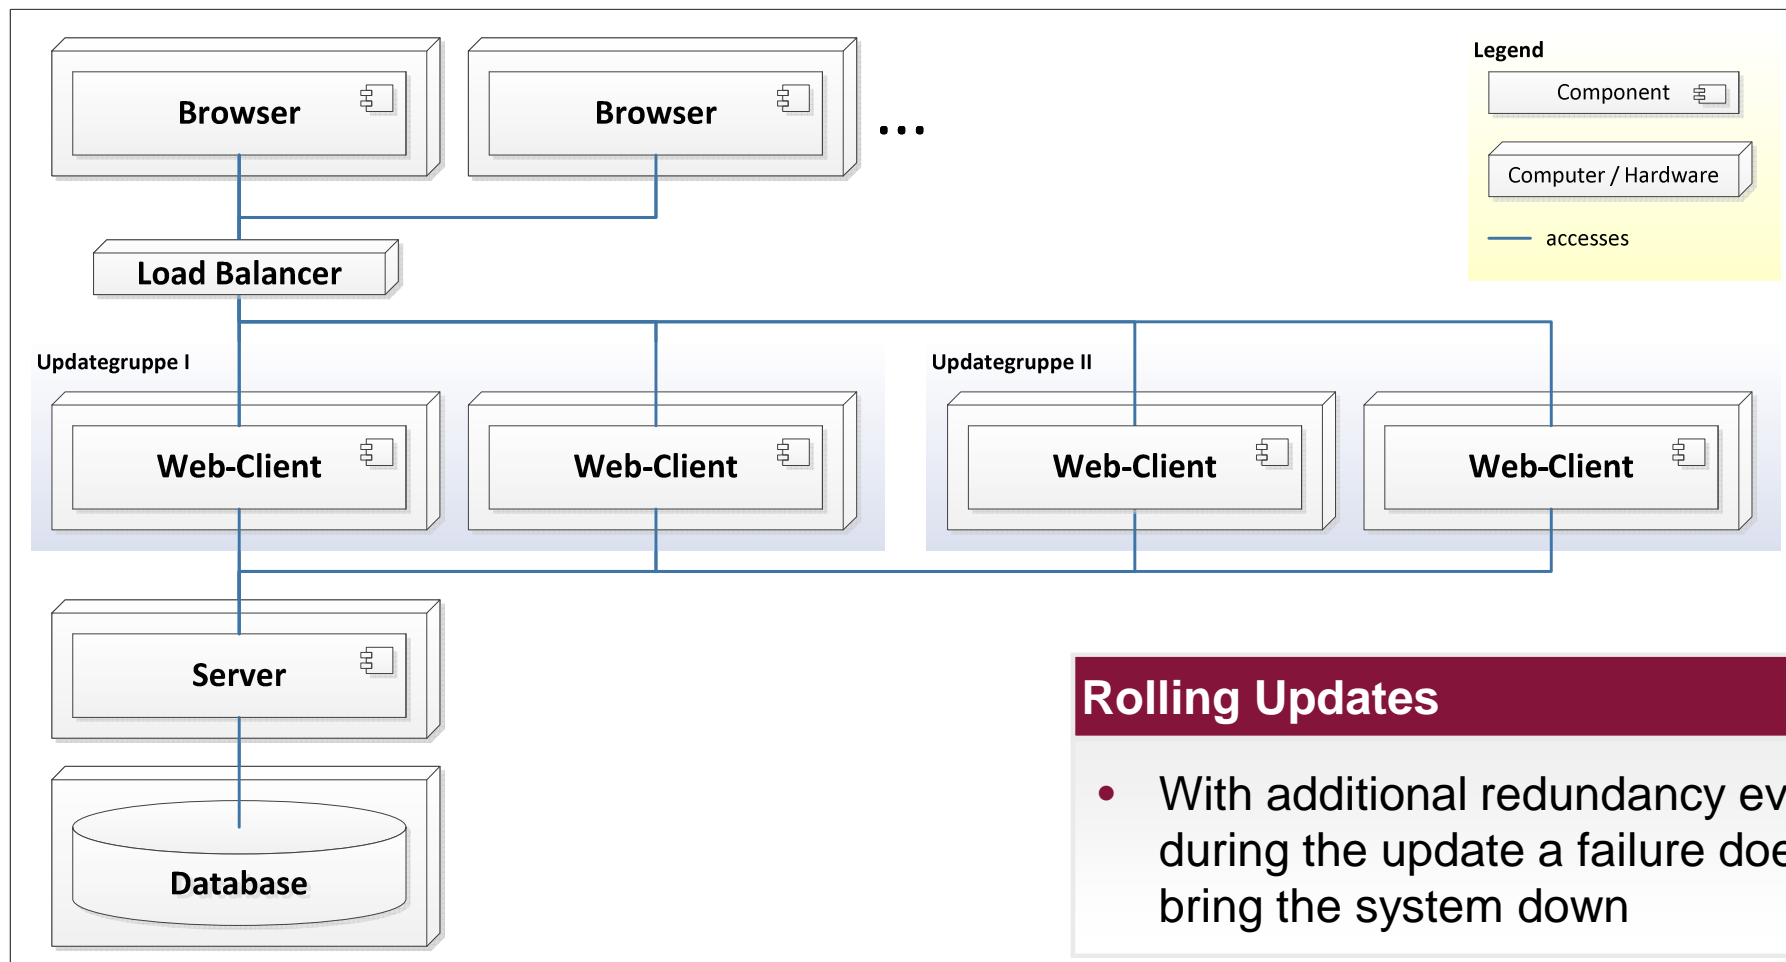 Browser
Browser
...
Legend
Component
Computer / Hardware
accesses
Load Balancer
Updategruppe I
Updategruppe II
Web-Client
Web-Client
Web-Client
Web-Client
Server
Database
Rolling Updates
• With additional redundancy ev
during the update a failure doe
bring the system down